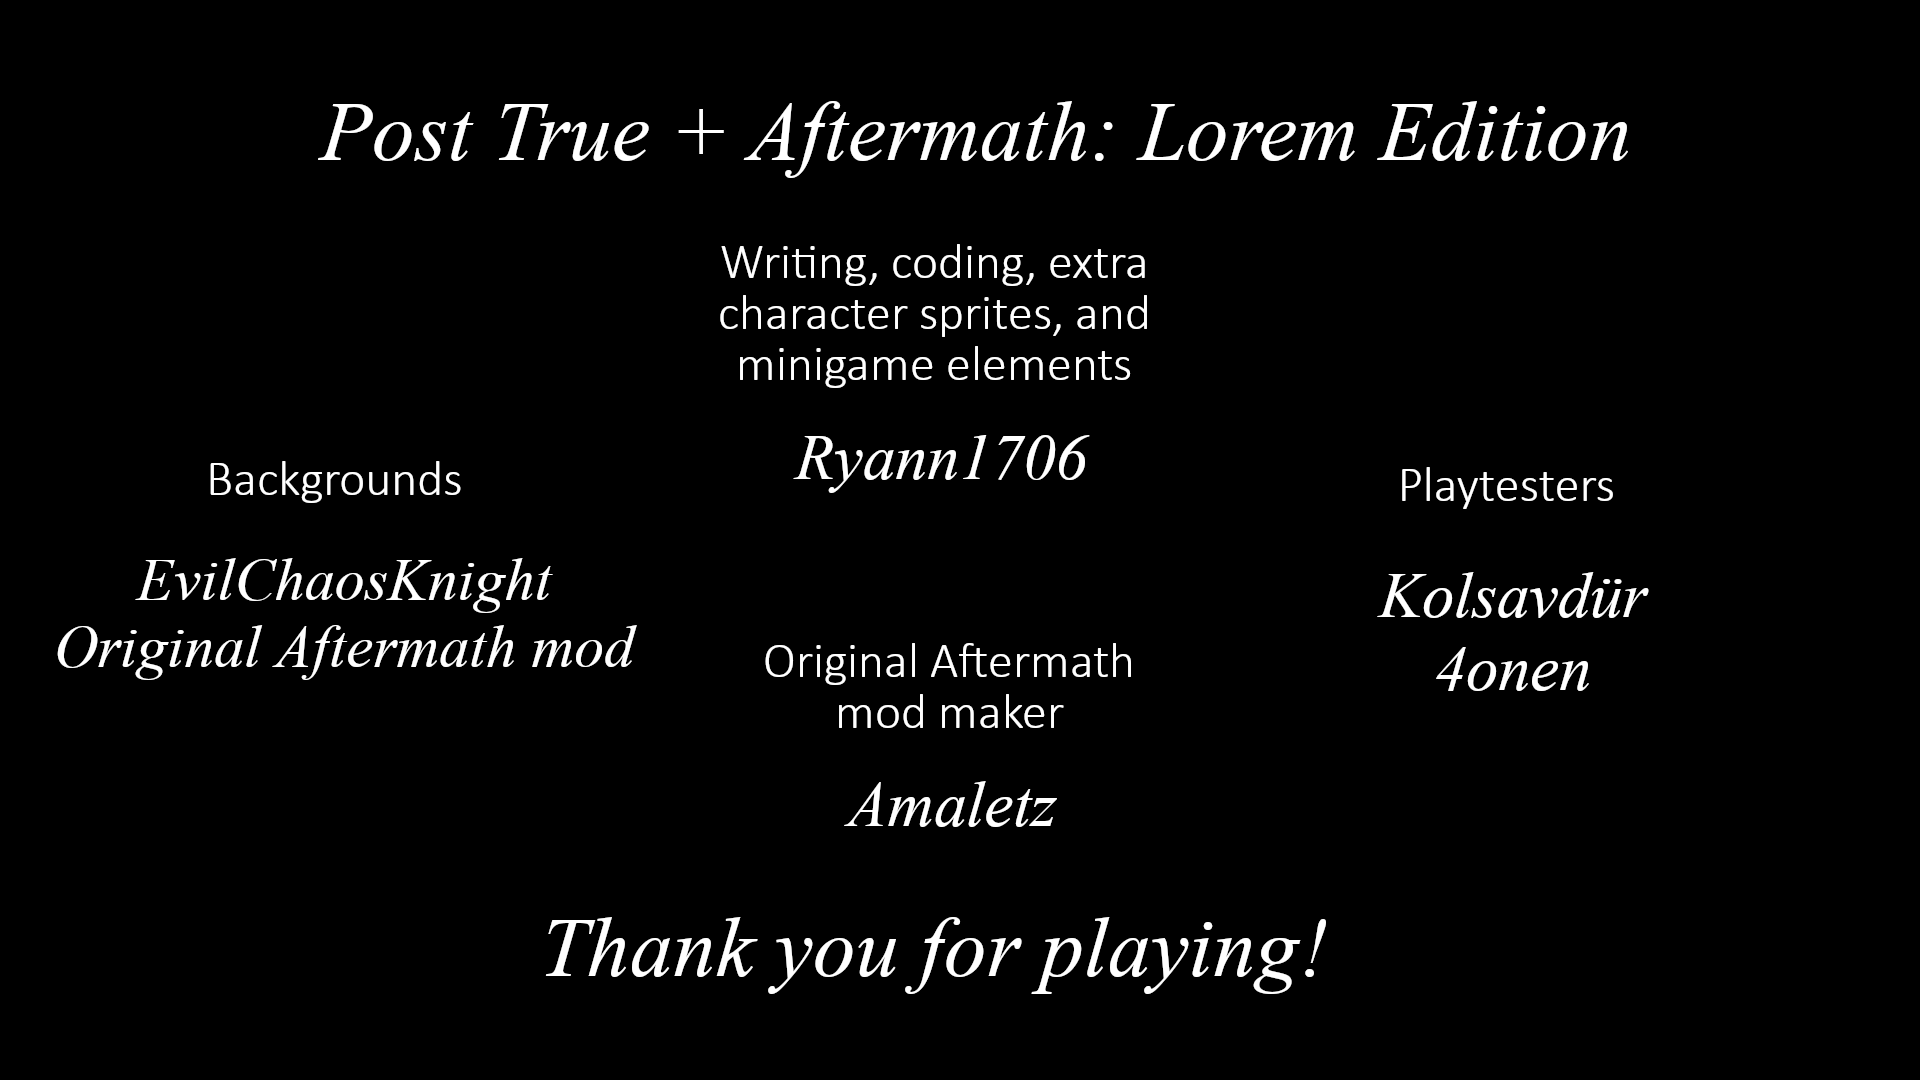 Post True + Aftermath: Lorem Edition
Writing, coding, extra
character sprites, and
minigame elements
Ryann1706
Backgrounds
EvilChaosKnight
Original Aftermath mod
Original Aftermath
mod maker
Amaletz
Playtesters
Kolsavdür
4onen
Thank you for playing!